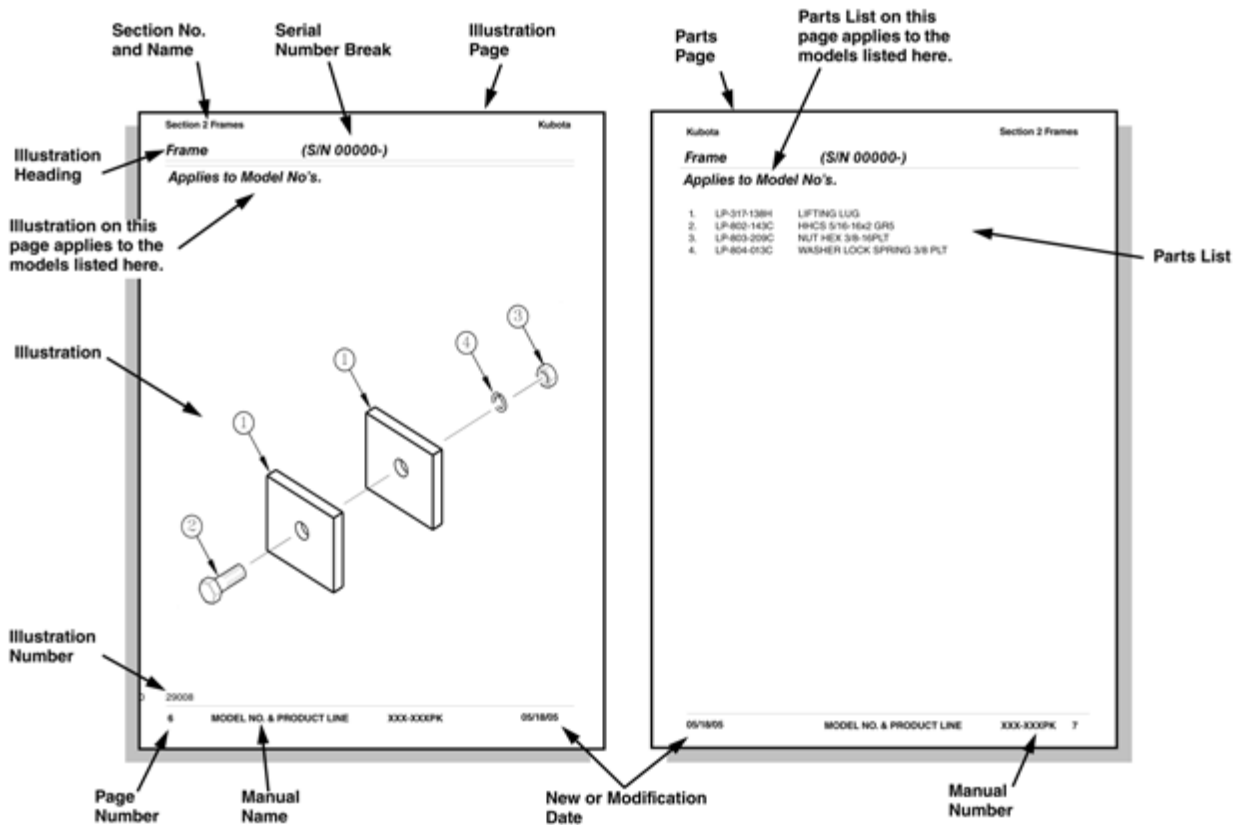 Section No.
and Name
Serial
Number Break
Illustration
Page
Parts
Page
Parts List on this
page applies to the
models listed here.
Section 2 Frames
Kubota
Illustration
Heading
Frame (S/N 00000-)
Applies to Model No's.
Illustration on this
page applies to the
models listed here.
Illustration
1
1
2
3
4
Illustration
Number
29008
6 MODEL NO. & PRODUCT LINE XXX-XXXPK 05/18/05
Kubota
Section 2 Frames
Frame (S/N 00000-)
Applies to Model No's.
1. LP-317-138H LIFTING LUG
2. LP-802-143C HHCS 5/16-16x2 GR5
3. LP-803-209C NUT HEX 3/8-16PLT
4. LP-804-013C WASHER LOCK SPRING 3/8 PLT
Parts List
05/18/05 MODEL NO. & PRODUCT LINE XXX-XXXPK 7
Page
Number
Manual
Name
New or Modification
Date
Manual
Number